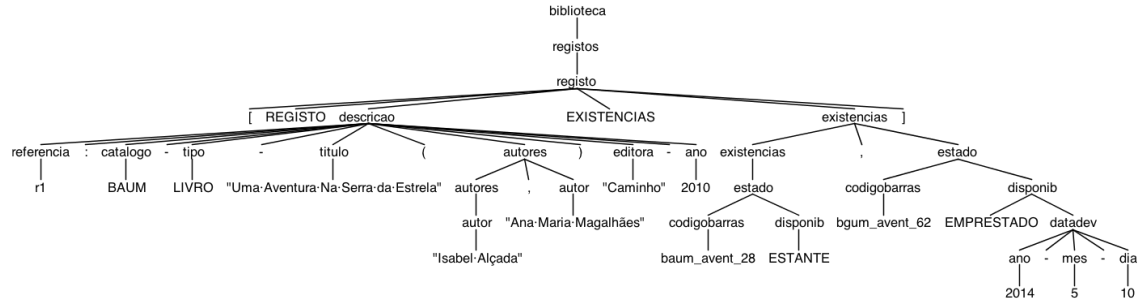 biblioteca
registos
registo
[ REGISTO descricao EXISTENCIAS existencias ]
referencia : catalogo - tipo - titulo ( autores ) editora - ano existencias , estado
r1 BAUM LIVRO "Uma·Aventura·Na·Serra·da·Estrela" autores , autor "Caminho" 2010 estado codigobarras disponib
autor "Ana·Maria·Magalhães" codigobarras disponib bgum_avent_62 EMPRESTADO datadev
"Isabel·Alçada" baum_avent_28 ESTANTE ano - mes - dia
2014 5 10